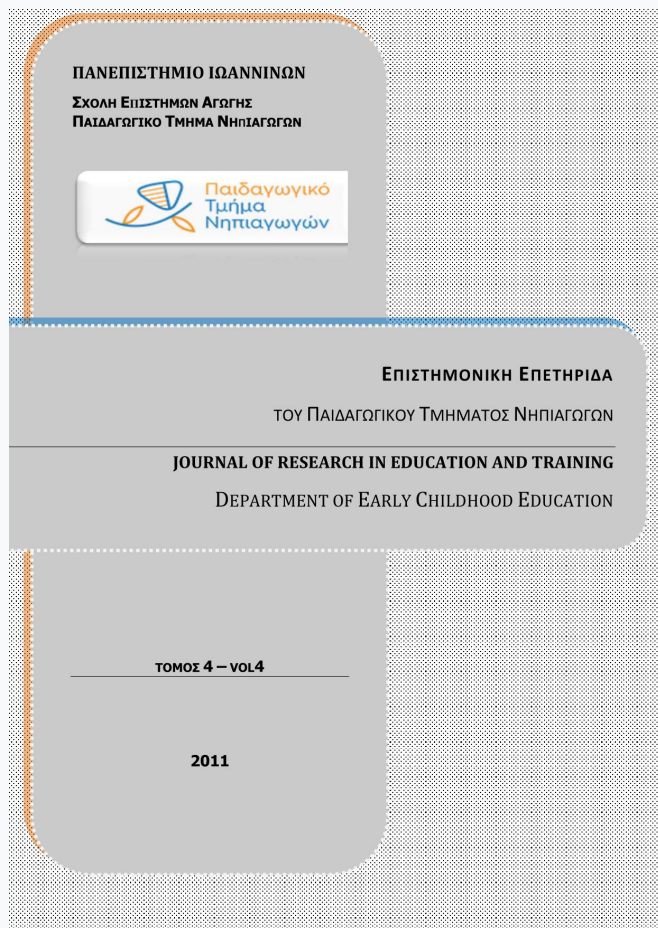 ΠΑΝΕΠΙΣΤΗΜΙΟ ΙΩΑΝΝΙΝΩΝ
ΣΧΟΛΗ ΕΠΙΣΤΗΜΩΝ ΑΓΩΓΗΣ
ΠΑΙΔΑΓΩΓΙΚΟ ΤΜΗΜΑ ΝΗΠΙΑΓΩΓΩΝ
Παιδαγωγικό
Τμήμα
Νηπιαγωγών
ΕΠΙΣΤΗΜΟΝΙΚΗ ΕΠΕΤΗΡΙΔΑ
ΤΟΥ ΠΑΙΔΑΓΩΓΙΚΟΥ ΤΜΗΜΑΤΟΣ ΝΗΠΙΑΓΩΓΩΝ
JOURNAL OF RESEARCH IN EDUCATION AND TRAINING
DEPARTMENT OF EARLY CHILDHOOD EDUCATION
ΤΟΜΟΣ 4 – VOL4
2011